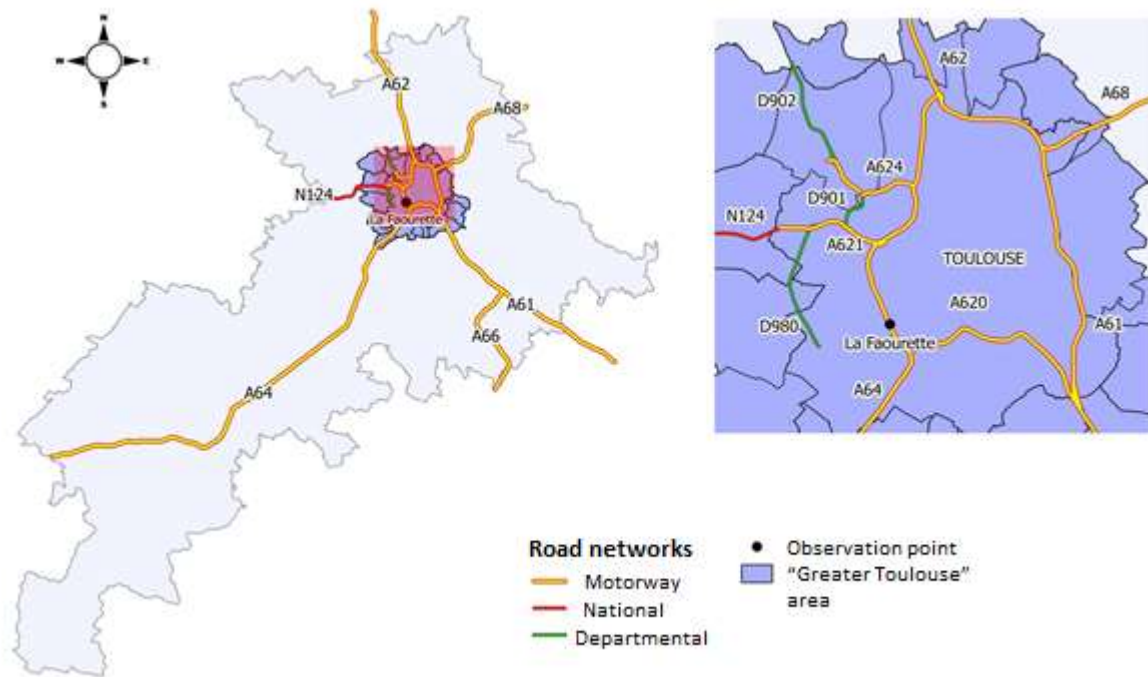 N
W
E
S
A62
A68
N124
La Faourette
A61
A66
A64
A62
D902
A68
A624
D901
N124
A621
TOULOUSE
A620
D980
La Faourette
A61
A64
Road networks
Motorway
National
Departmental
Observation point
“Greater Toulouse”
area